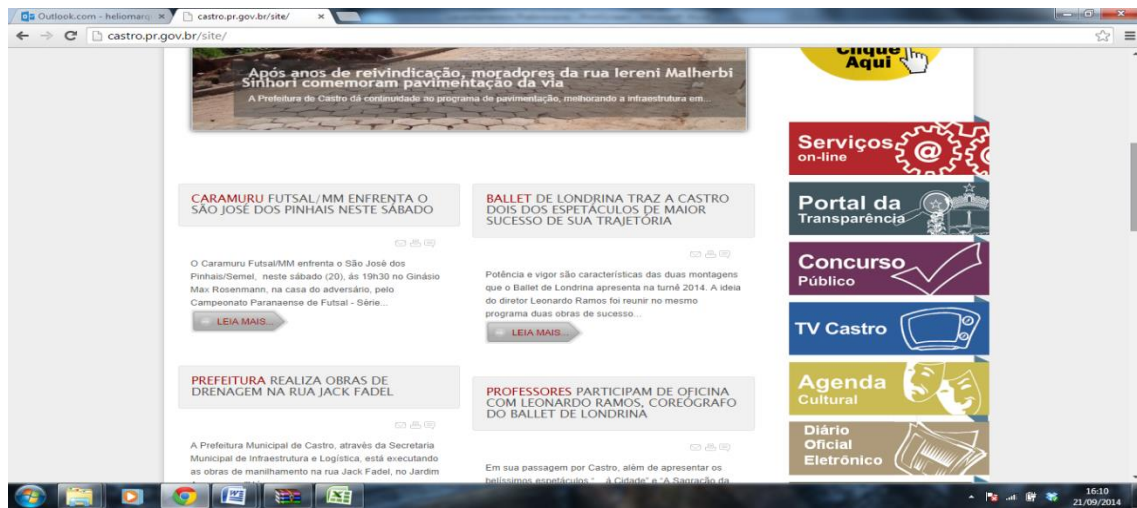 Outlook.com - heliomarq
castro.pr.gov.br/site/
castro.pr.gov.br/site/
Após anos de reivindicação, moradores da rua Iereni Malherbi
Sinhori comemoram pavimentação da via
A Prefeitura de Castro dá continuidade ao programa de pavimentação, melhorando a infraestrutura em...
Clique
Aqui
CARAMURU FUTSAL/MM ENFRENTA O
SÃO JOSÉ DOS PINHAIS NESTE SÁBADO
O Caramuru Futsal/MM enfrenta o São José dos
Pinhais/Semel, neste sábado (20), ás 19h30 no Ginásio
Max Rosenmann, na casa do adversário, pelo
Campeonato Paranaense de Futsal - Série...
LEIA MAIS...
BALLET DE LONDRINA TRAZ A CASTRO
DOIS DOS ESPETÁCULOS DE MAIOR
SUCESSO DE SUA TRAJETÓRIA
Potência e vigor são características das duas montagens
que o Ballet de Londrina apresenta na turnê 2014. A ideia
do diretor Leonardo Ramos foi reunir no mesmo
programa duas obras de sucesso...
LEIA MAIS...
PREFEITURA REALIZA OBRAS DE
DRENAGEM NA RUA JACK FADEL
A Prefeitura Municipal de Castro, através da Secretaria
Municipal de Infraestrutura e Logística, está executando
as obras de manilhamento na rua Jack Fadel, no Jardim
PROFESSORES PARTICIPAM DE OFICINA
COM LEONARDO RAMOS, COREÓGRAFO
DO BALLET DE LONDRINA
Em sua passagem por Castro, além de apresentar os
belíssimos espetáculos "... á Cidade" e "A Sagração da
Serviços
on-line
@
Portal da
Transparência
Concurso
Público
TV Castro
Agenda
Cultural
Diário
Oficial
Eletrônico
16:10
21/09/2014